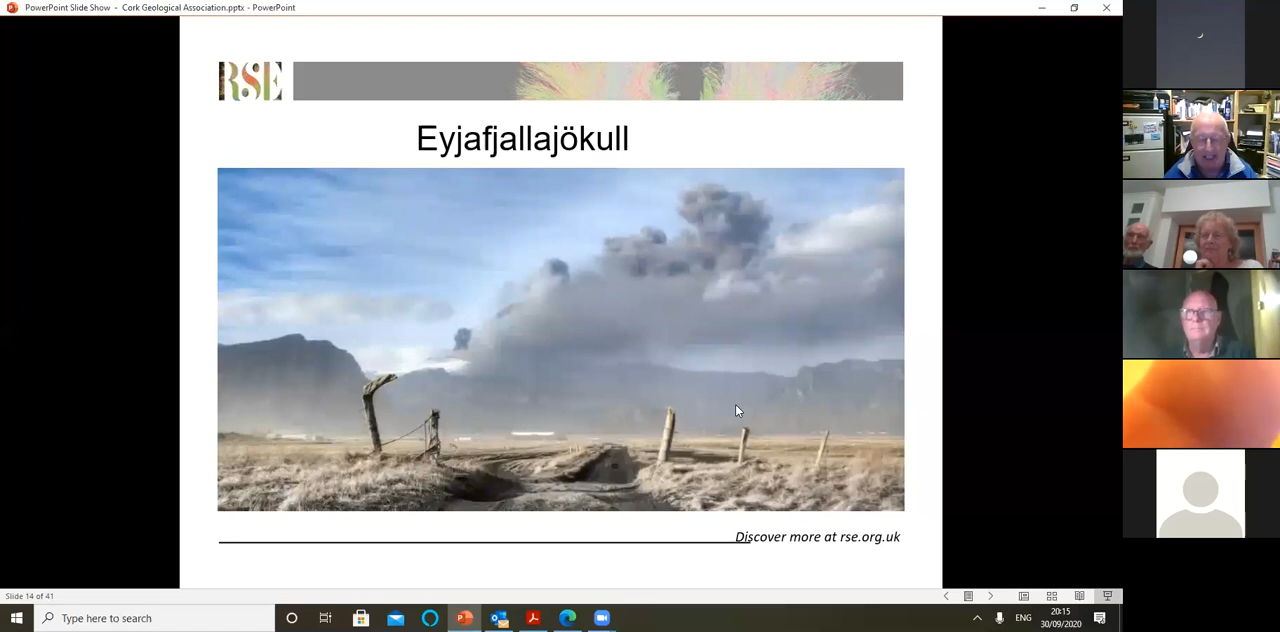 PowerPoint Slide Show - Cork Geological Association.pptx - PowerPoint
RSE
Eyjafjallajökull
Discover more at rse.org.uk
Slide 14 of 41
Type here to search
ENG
20:15
30/09/2020